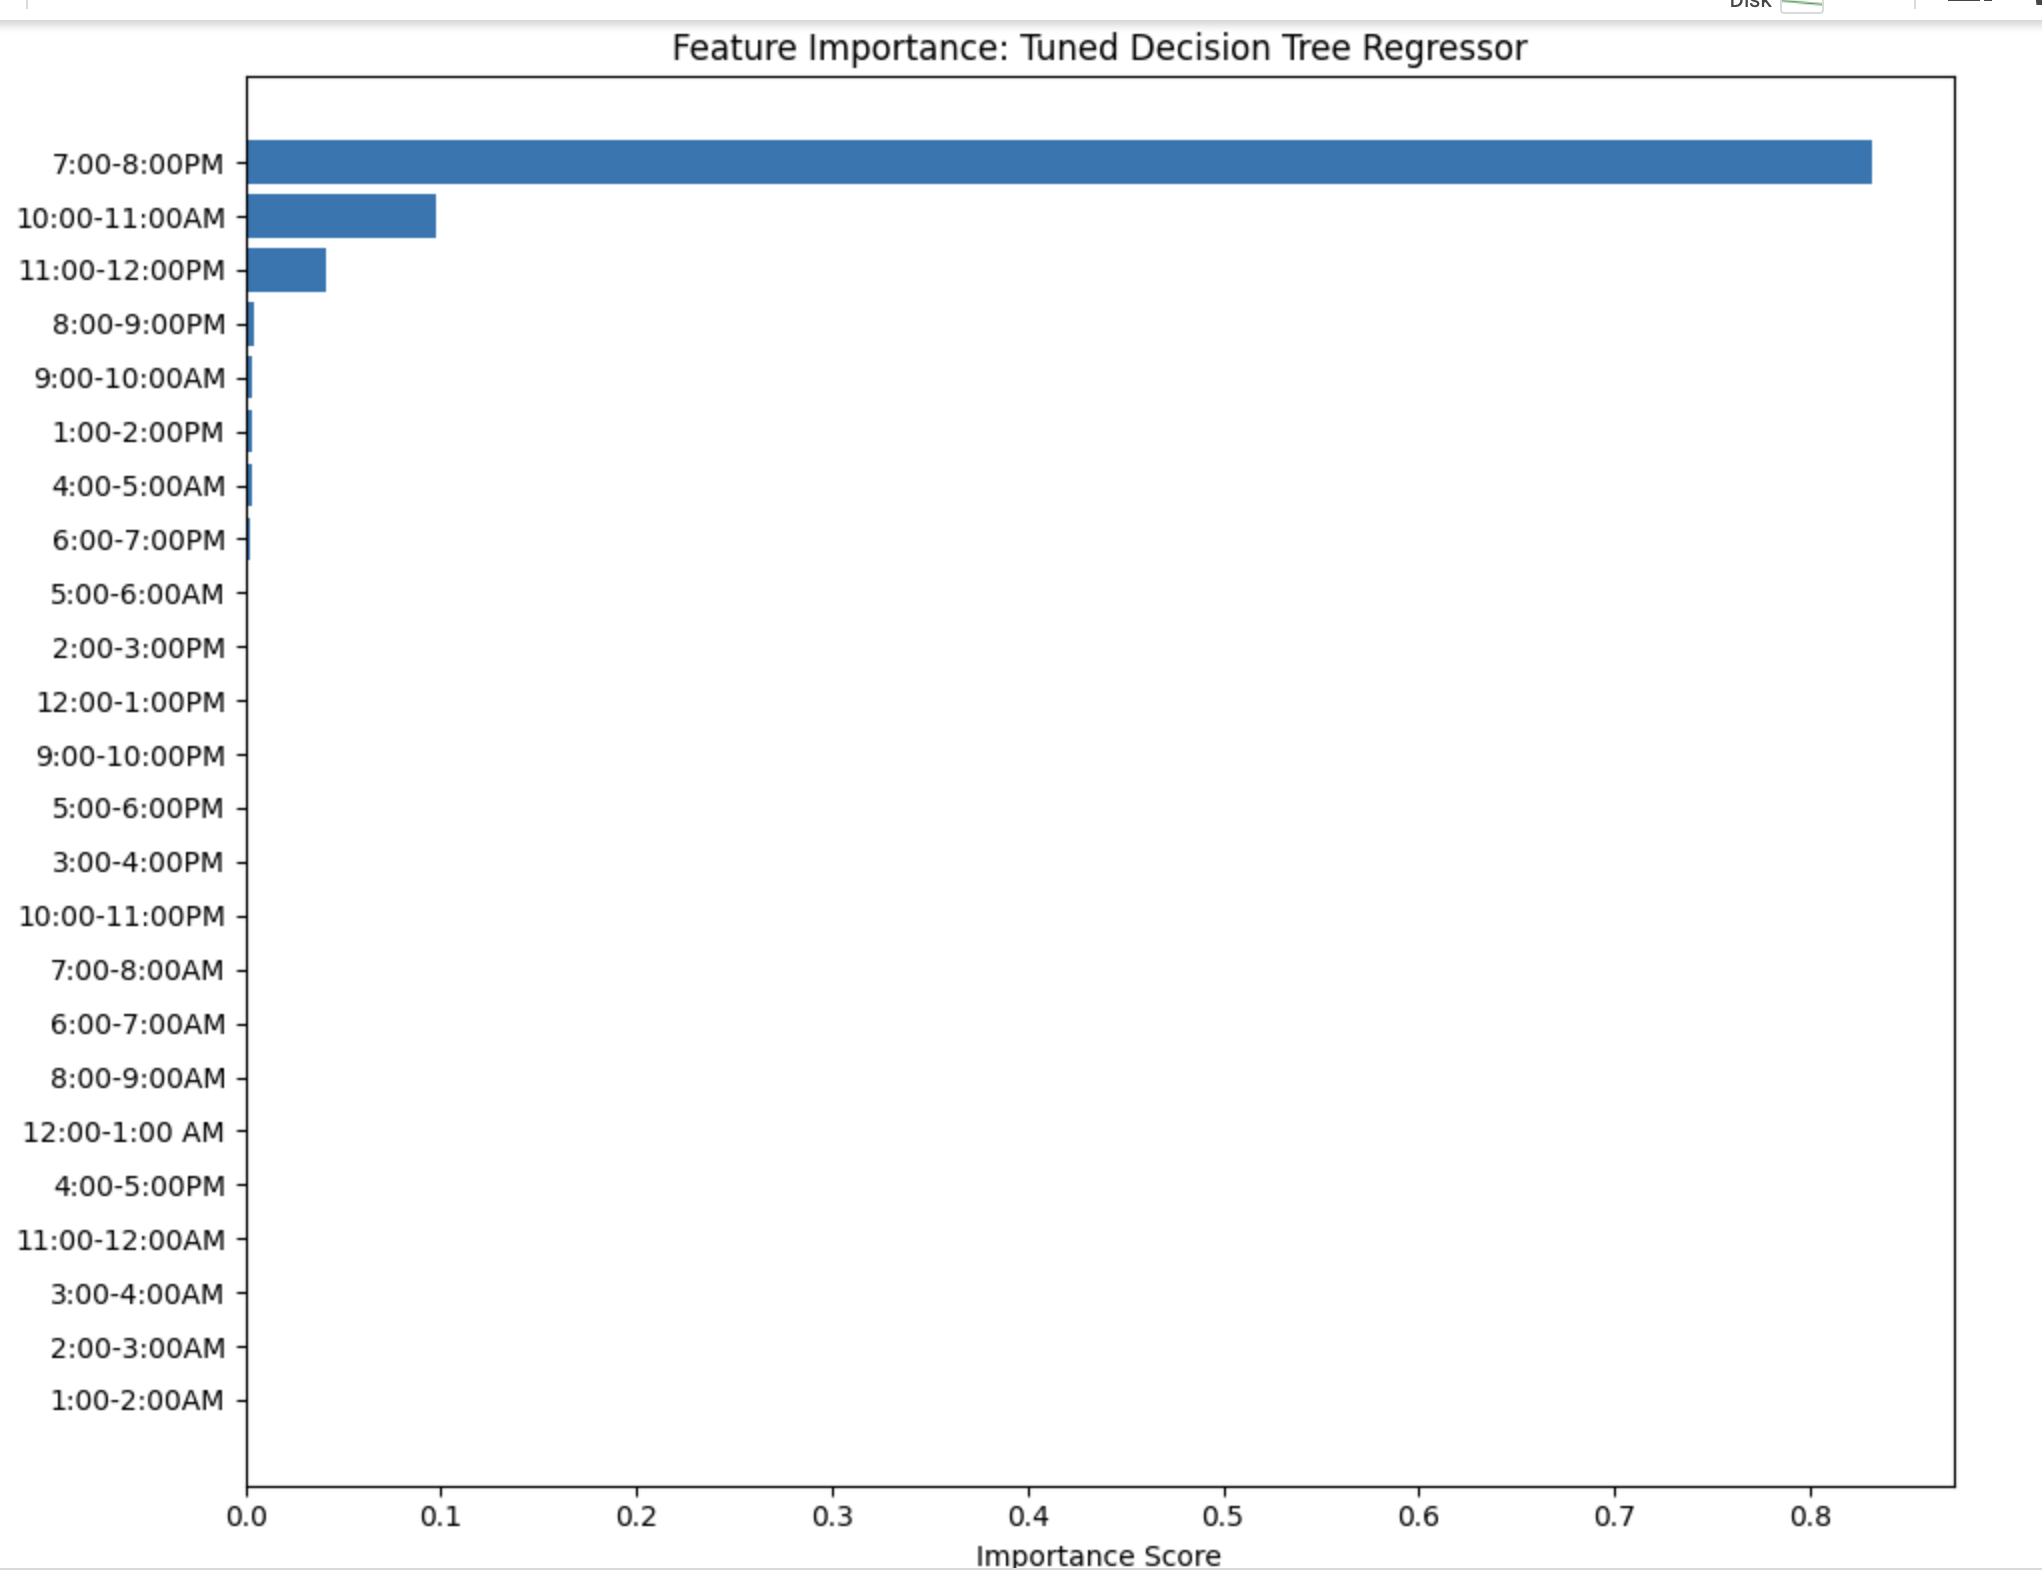 Disk
Feature Importance: Tuned Decision Tree Regressor
7:00-8:00PM
10:00-11:00AM
11:00-12:00PM
8:00-9:00PM
9:00-10:00AM
1:00-2:00PM
4:00-5:00AM
6:00-7:00PM
5:00-6:00AM
2:00-3:00PM
12:00-1:00PM
9:00-10:00PM
5:00-6:00PM
3:00-4:00PM
10:00-11:00PM
7:00-8:00AM
6:00-7:00AM
8:00-9:00AM
12:00-1:00 AM
4:00-5:00PM
11:00-12:00AM
3:00-4:00AM
2:00-3:00AM
1:00-2:00AM
0.0 0.1 0.2 0.3 0.4 0.5 0.6 0.7 0.8
Importance Score